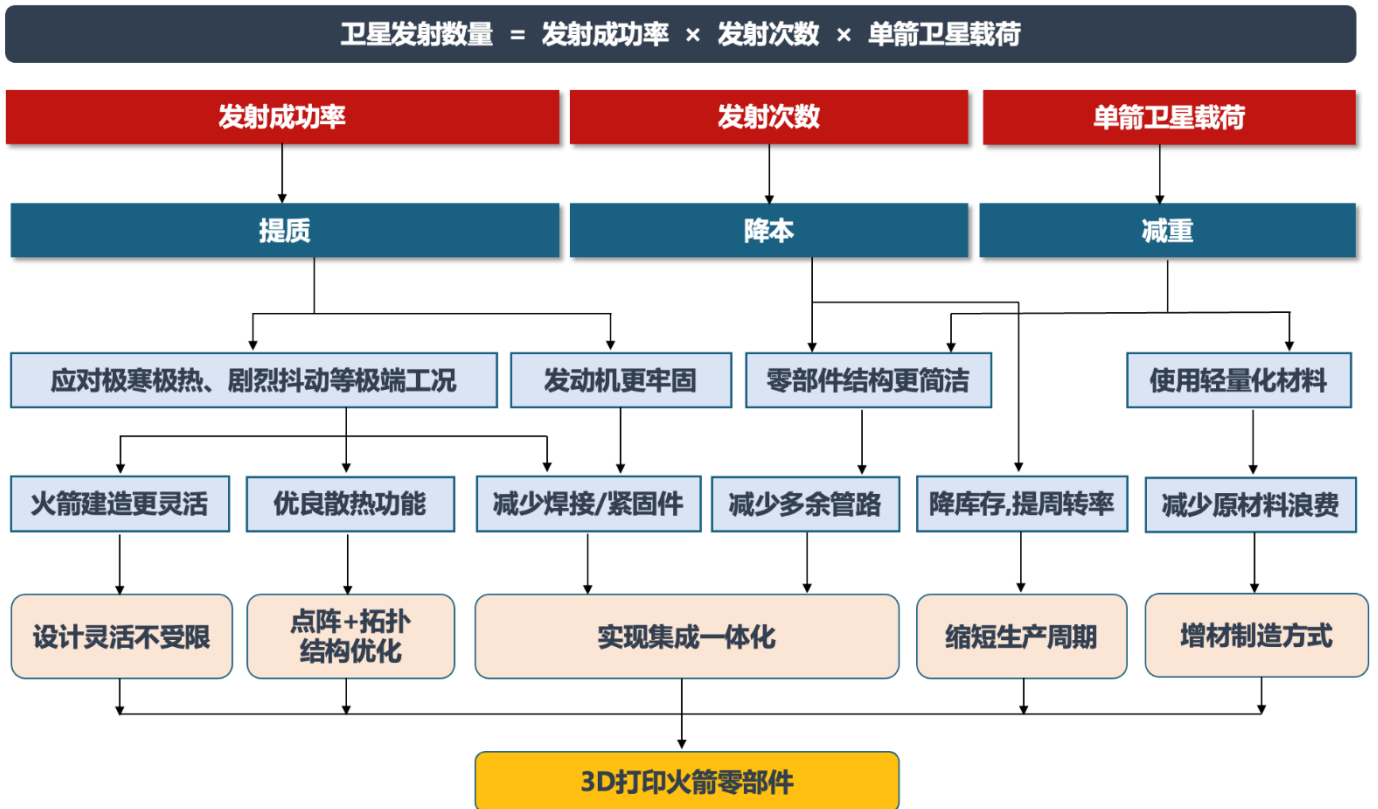 卫星发射数量 = 发射成功率 × 发射次数 × 单箭卫星载荷
发射成功率
发射次数
单箭卫星载荷
提质
降本
减重
应对极寒极热、剧烈抖动等极端工况
发动机更牢固
零部件结构更简洁
使用轻量化材料
火箭建造更灵活
优良散热功能
减少焊接/紧固件
减少多余管路
降库存,提周转率
减少原材料浪费
设计灵活不受限
点阵+拓扑
结构优化
实现集成一体化
缩短生产周期
增材制造方式
3D打印火箭零部件